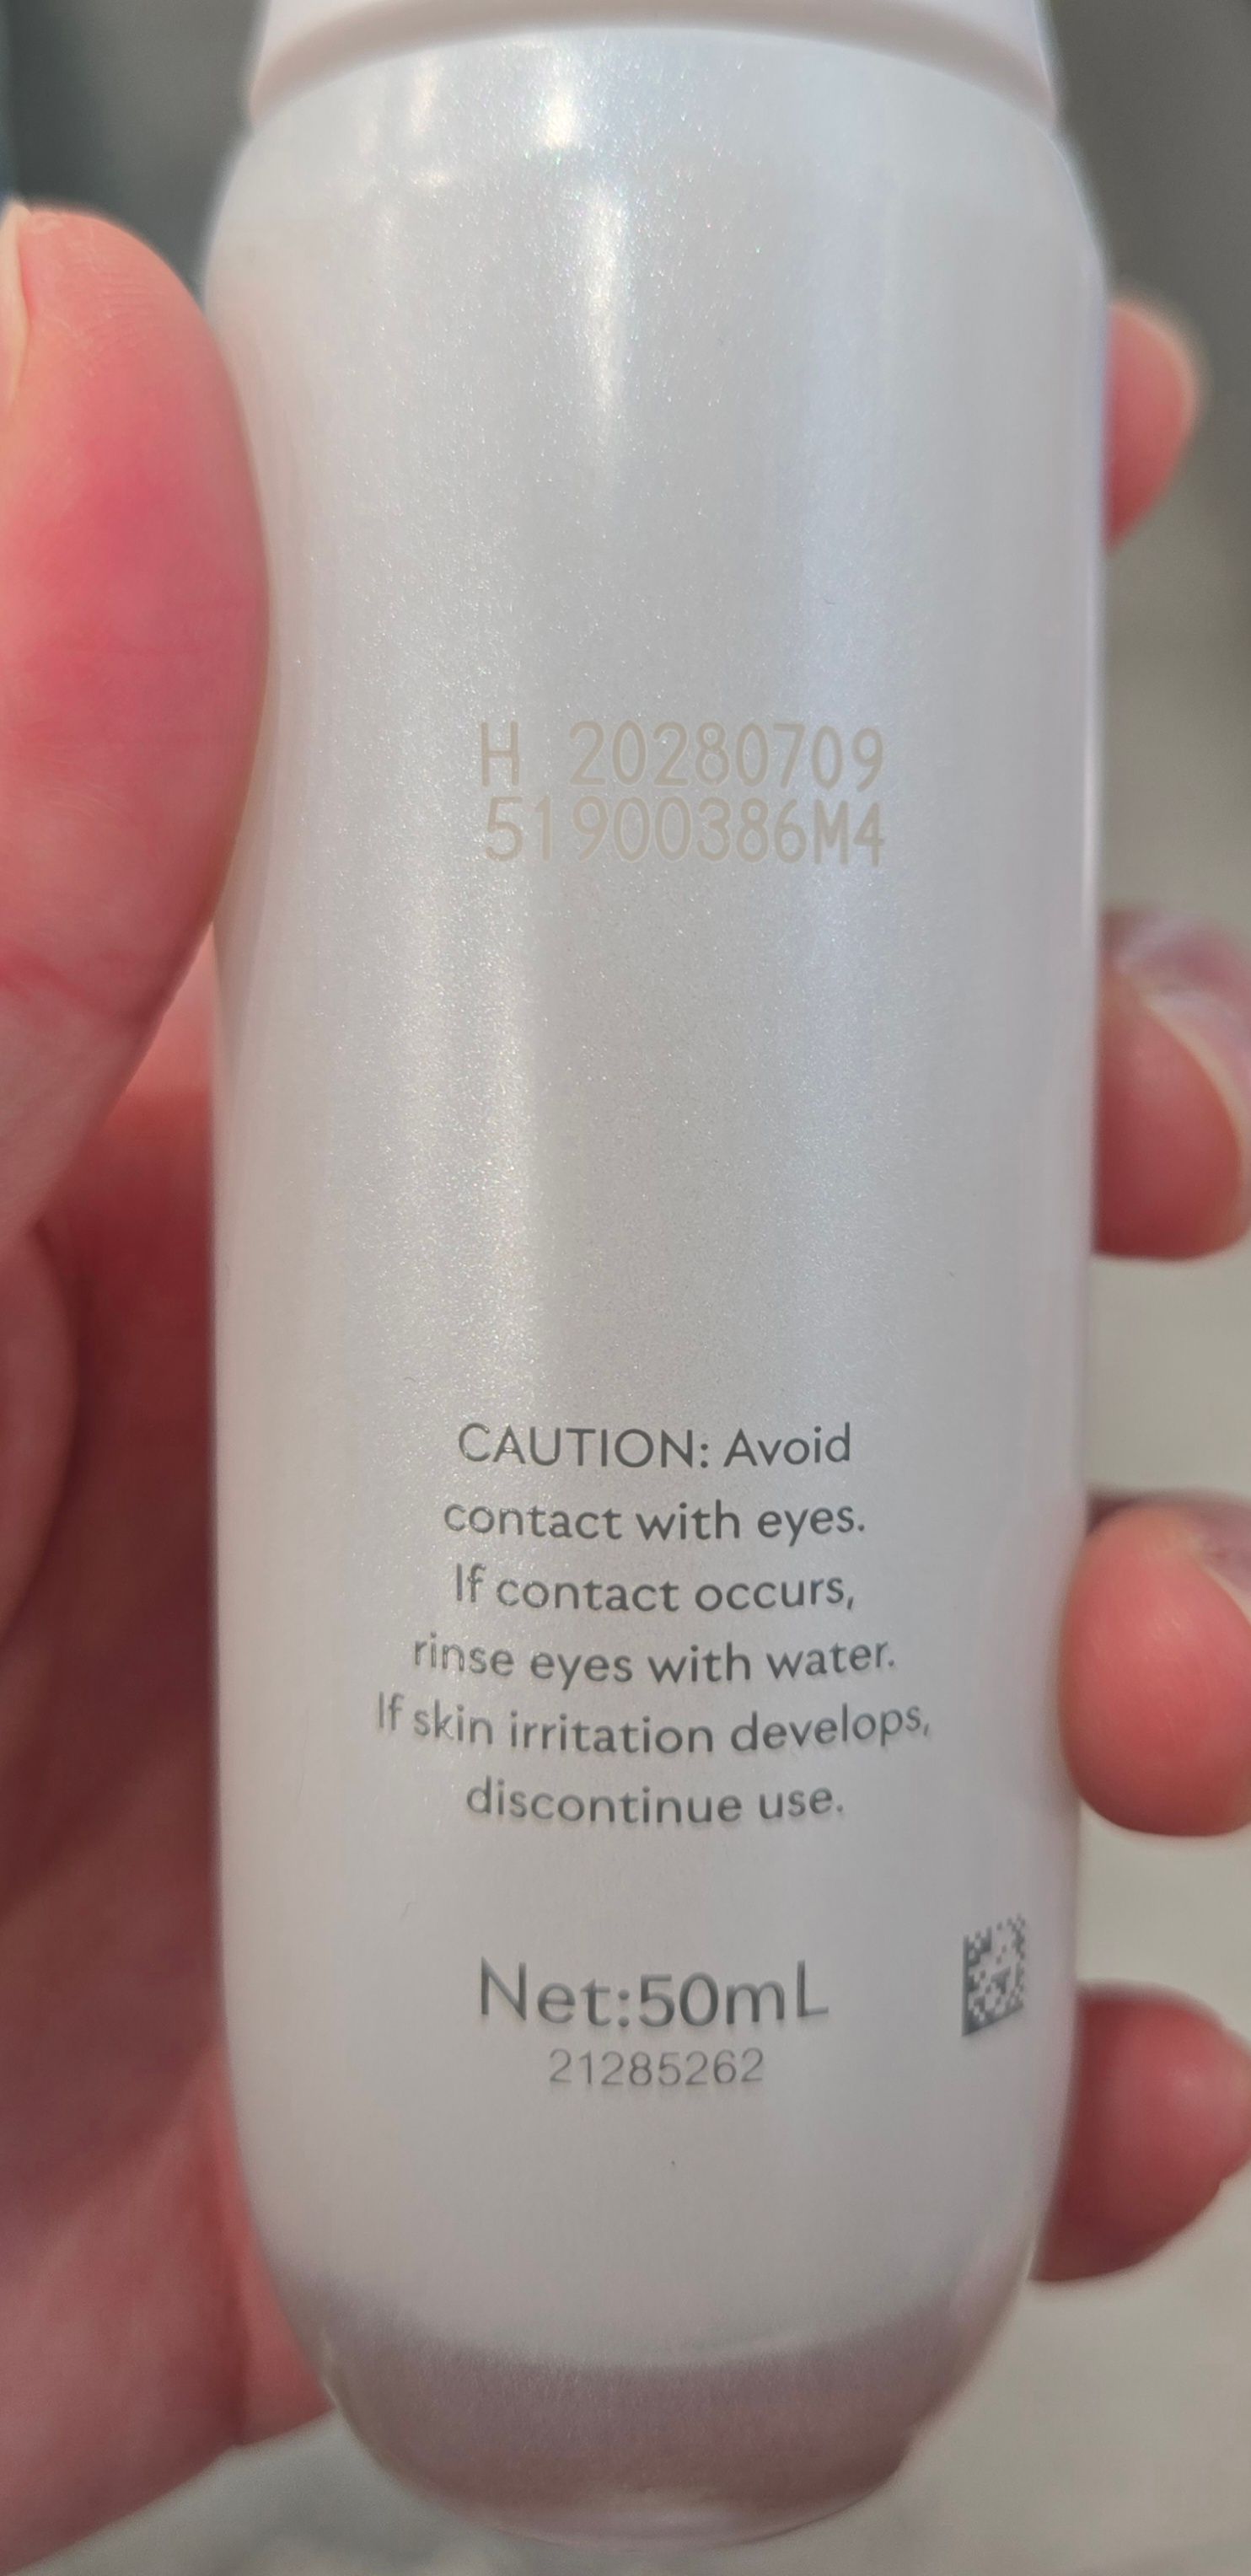 H 20280709
51900386M4
CAUTION: Avoid
contact with eyes.
If contact occurs,
rinse eyes with water.
If skin irritation develops,
discontinue use.
Net:50mL
21285262